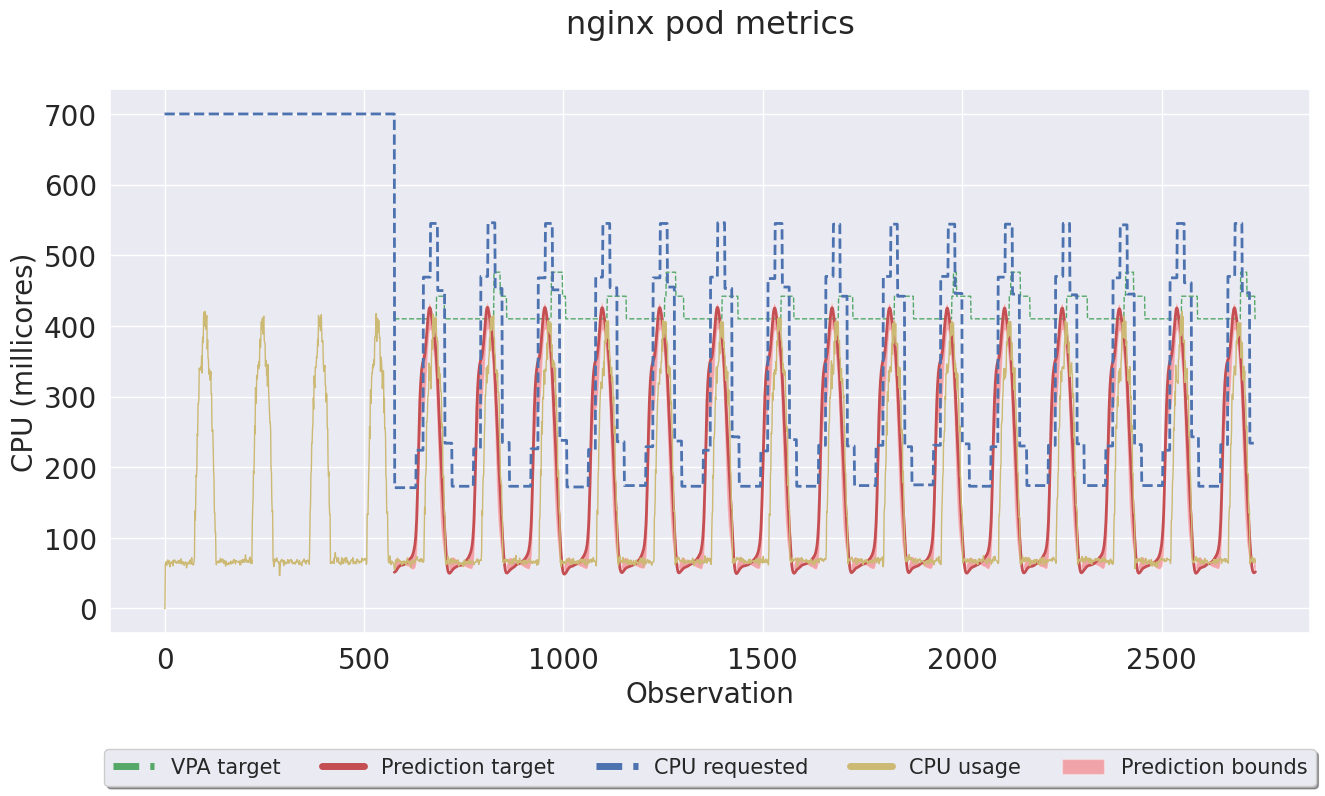 nginx pod metrics
700
600
500
400
300
200
100
0
CPU (millicores)
0 500 1000 1500 2000 2500
Observation
VPA target Prediction target CPU requested CPU usage Prediction bounds